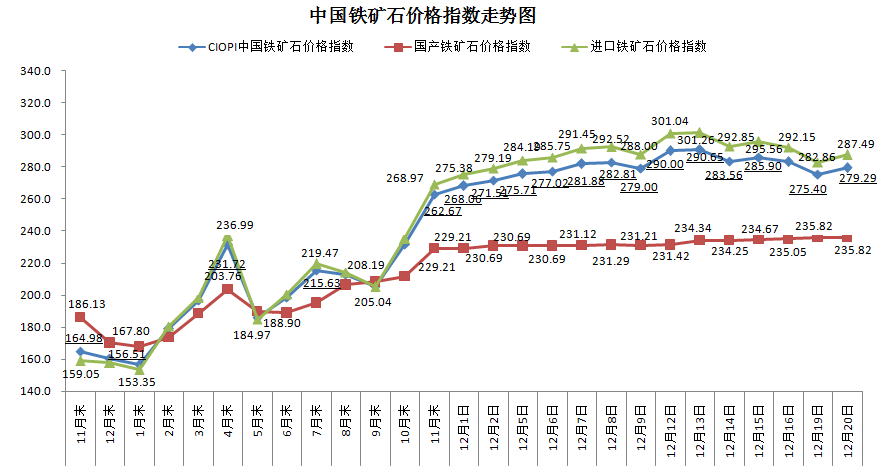 中国铁矿石价格指数走势图
CIOPI中国铁矿石价格指数
国产铁矿石价格指数
进口铁矿石价格指数
340.0
320.0
300.0
280.0
260.0
240.0
220.0
200.0
180.0
160.0
140.0
186.13
164.98
159.05
167.80
156.51
153.35
236.99
231.72
203.76
184.97
188.90
219.47
215.63
208.19
205.04
268.97
262.67
229.21
275.38
268.06
229.21
279.19
271.51
230.69
284.19
275.71
230.69
285.75
277.02
230.69
291.45
281.88
231.12
292.52
282.81
231.29
288.00
279.00
231.21
301.04
290.00
231.42
301.26
290.65
234.34
292.85
283.56
234.25
295.56
285.90
234.67
292.15
235.05
282.86
275.40
235.82
287.49
279.29
235.82
11月末
12月末
1月末
2月末
3月末
4月末
5月末
6月末
7月末
8月末
9月末
10月末
11月末
12月1日
12月2日
12月5日
12月6日
12月7日
12月8日
12月9日
12月12日
12月13日
12月14日
12月15日
12月16日
12月19日
12月20日